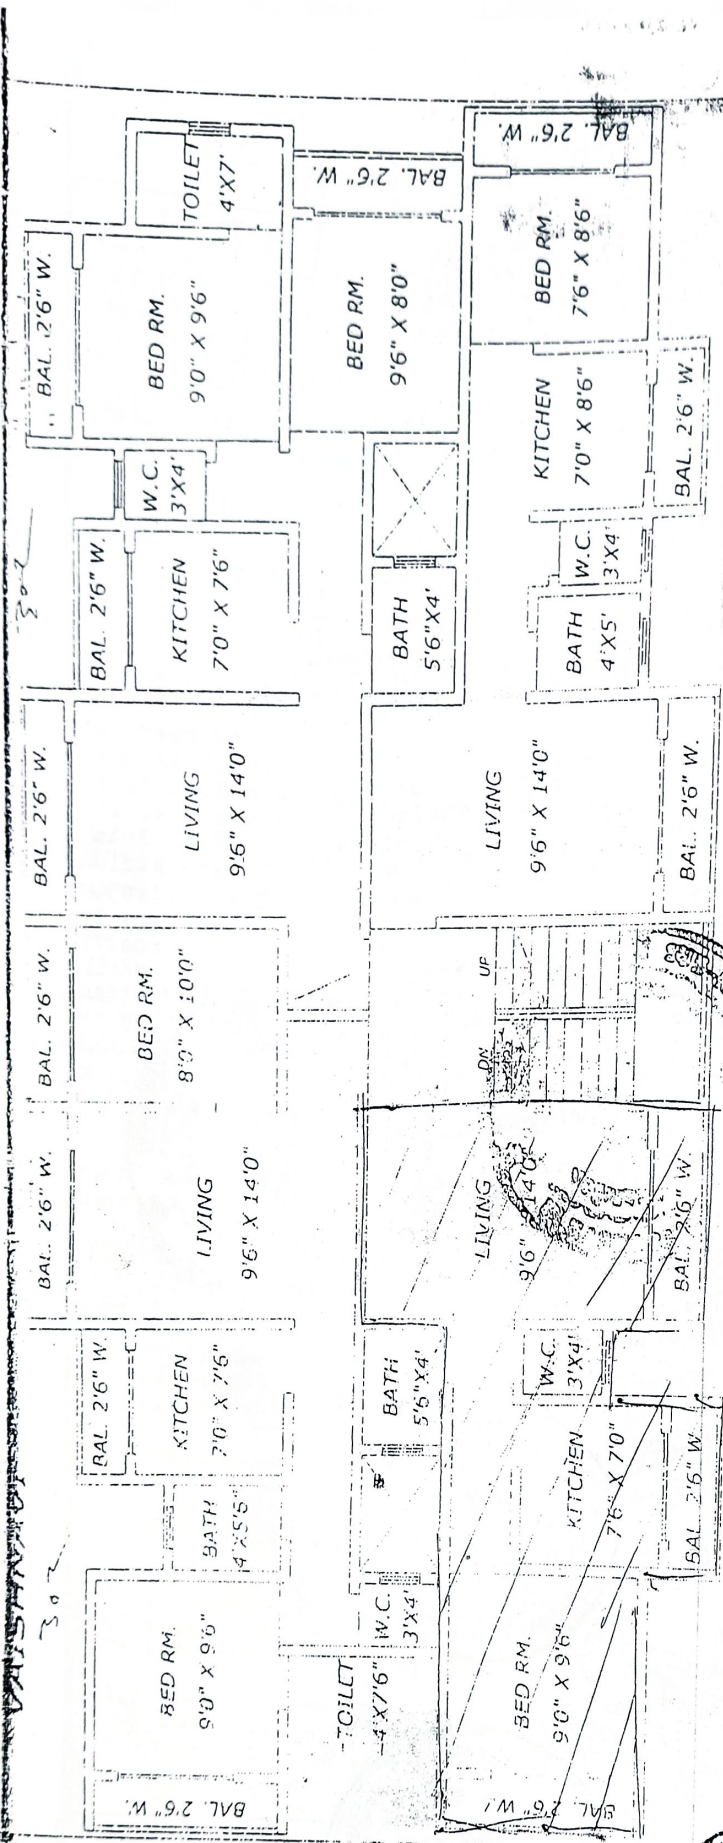 TOILET
4'X7'
BAL. 2'6" W.
BAL. 2'6" W.
BAL. 2'6" W.
BED RM.
9'0" X 9'6"
BED RM.
9'6" X 8'0"
BED RM.
7'6" X 8'6"
W.C.
3'X4'
KITCHEN
7'0" X 8'6"
BAL. 2'6" W.
302
BAL. 2'6" W.
KITCHEN
7'0" X 7'6"
BATH
5'6"X4'
W.C.
3'X4'
BATH
4'X5'
BAL. 2'6" W.
LIVING
9'6" X 14'0"
LIVING
9'6" X 14'0"
BAL. 2'6" W.
BAL. 2'6" W.
BED RM.
8'0" X 10'0"
UP
DN
BAL. 2'6" W.
LIVING
9'6" X 14'0"
LIVING
9'6" X 14'0"
BAL. 2'6" W.
BAL. 2'6" W.
KITCHEN
7'0" X 7'6"
BATH
5'6"X4'
W.C.
3'X4'
BATH
4'X5'6"
KITCHEN
7'6" X 7'0"
BAL. 2'6" W.
302
BED RM.
9'0" X 9'6"
TOILET
4'X7'6"
W.C.
3'X4'
BED RM.
9'0" X 9'6"
BAL. 2'6" W.
BAL. 2'6" W.